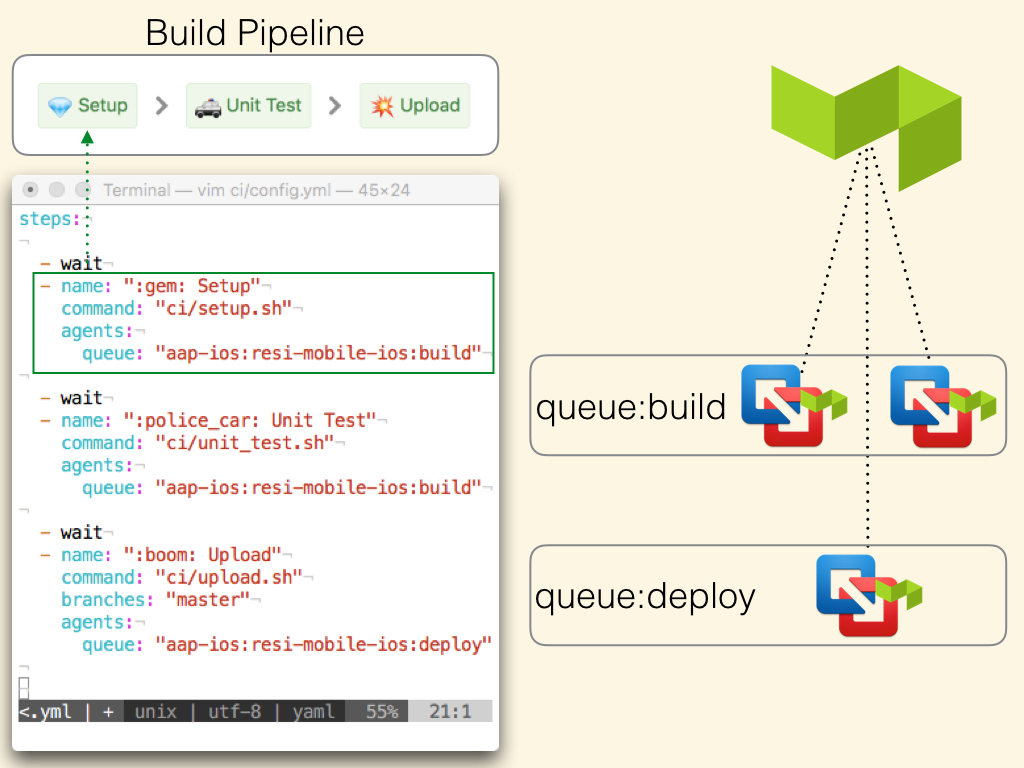 Build Pipeline
💎 Setup > 🚓 Unit Test > 💥 Upload
Terminal — vim ci/config.yml — 45×24
steps:¬
¬
  - wait¬
  - name: ":gem: Setup"¬
    command: "ci/setup.sh"¬
    agents:¬
      queue: "aap-ios:resi-mobile-ios:build"¬
¬
  - wait¬
  - name: ":police_car: Unit Test"¬
    command: "ci/unit_test.sh"¬
    agents:¬
      queue: "aap-ios:resi-mobile-ios:build"¬
¬
  - wait¬
  - name: ":boom: Upload"¬
    command: "ci/upload.sh"¬
    branches: "master"¬
    agents:¬
      queue: "aap-ios:resi-mobile-ios:deploy"
¬
<.yml | + unix | utf-8 | yaml 55% 21:1
queue:build
queue:deploy